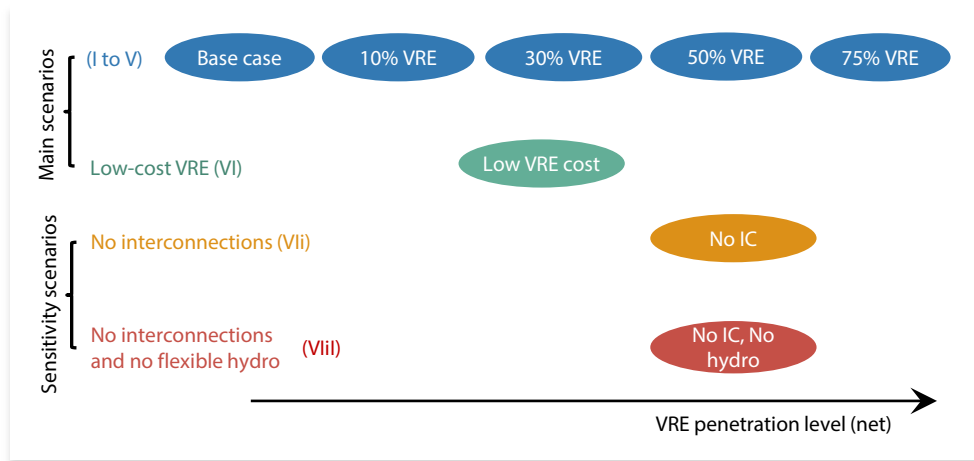 Main scenarios
(I to V)
Base case
10% VRE
30% VRE
50% VRE
75% VRE
Low-cost VRE (VI)
Low VRE cost
Sensitivity scenarios
No interconnections (VIi)
No IC
No interconnections
and no flexible hydro
(VIiI)
No IC, No
hydro
VRE penetration level (net)